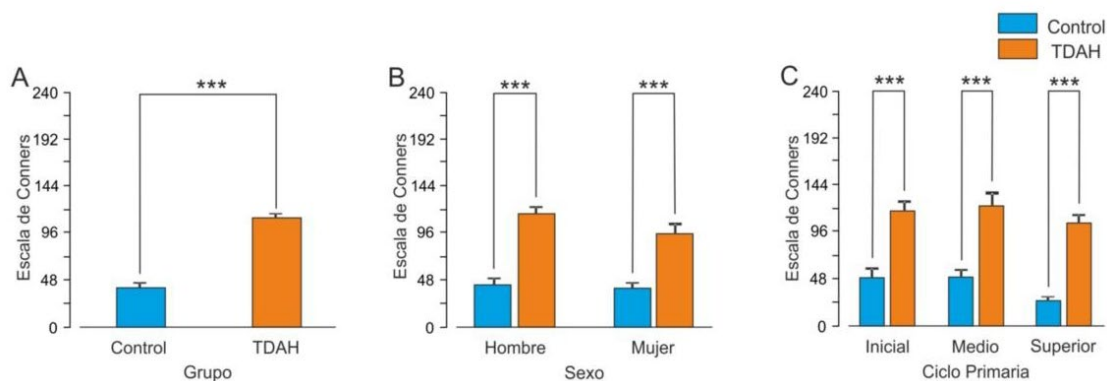 Control
TDAH
A
***
Escala de Conners
240
192
144
96
48
0
Control TDAH
Grupo
B
*** ***
Escala de Conners
240
192
144
96
48
0
Hombre Mujer
Sexo
C
*** *** ***
Escala de Conners
240
192
144
96
48
0
Inicial Medio Superior
Ciclo Primaria